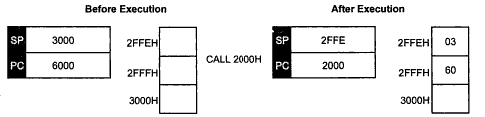 Before Execution
After Execution
SP 3000
PC 6000
2FFEH
2FFFH
3000H
CALL 2000H
SP 2FFE
PC 2000
2FFEH 03
2FFFH 60
3000H